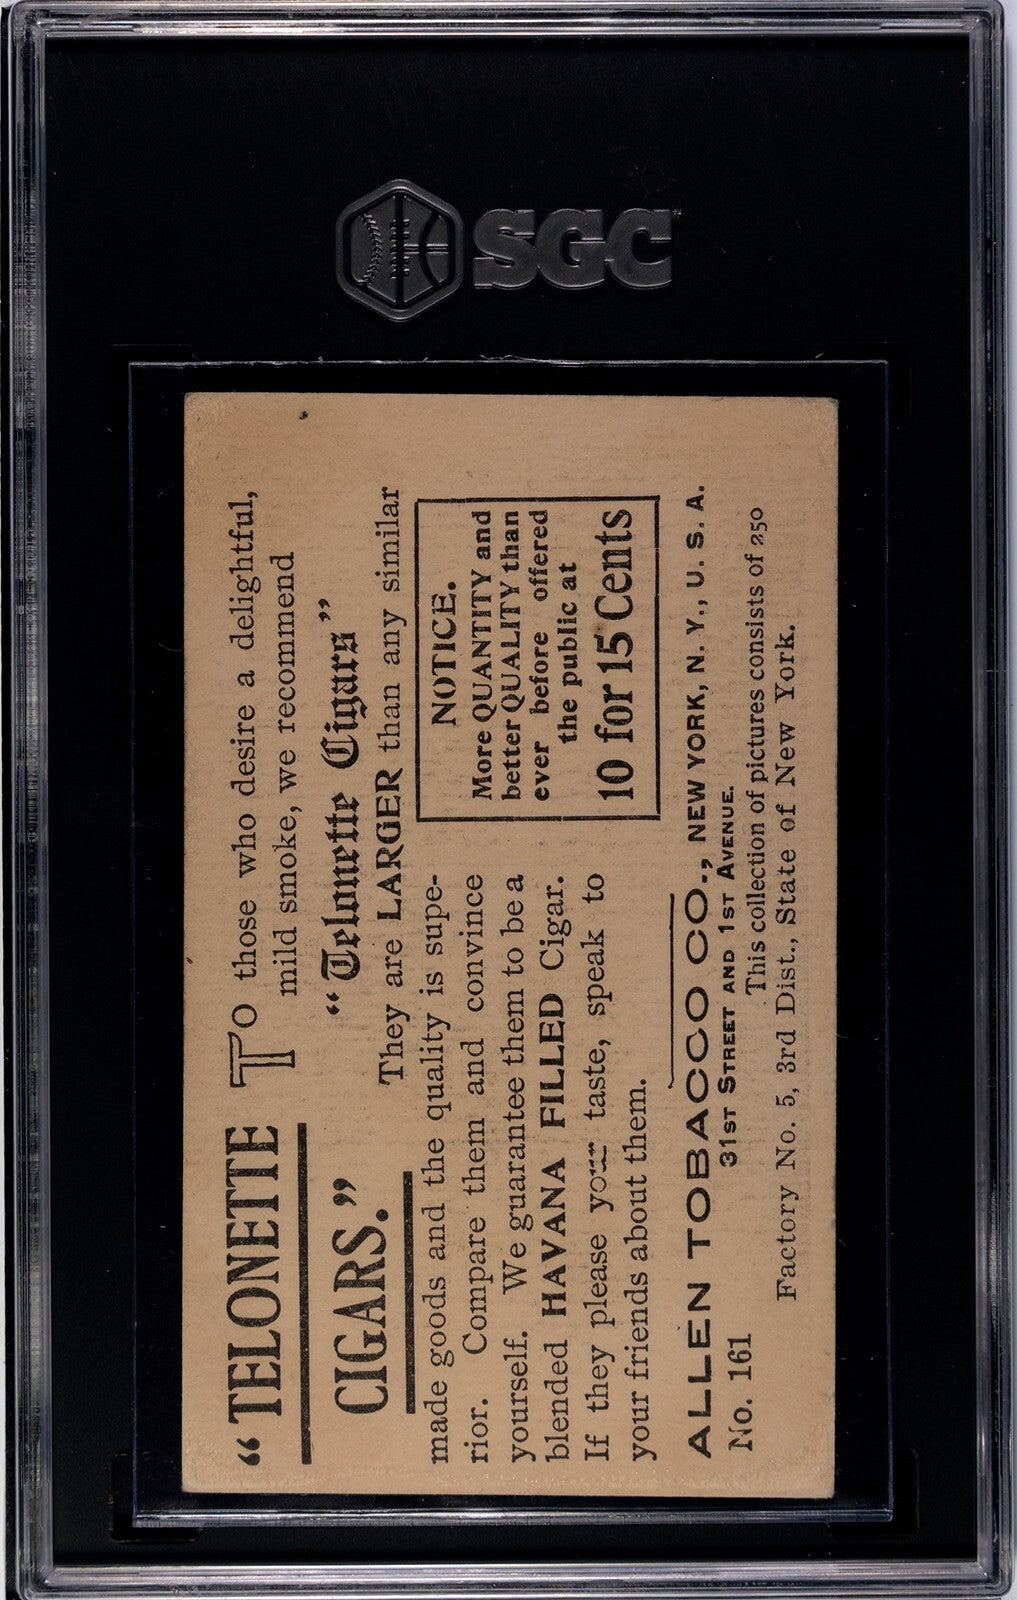 SGC
"TELONETTE
CIGARS."
To those who desire a delightful,
mild smoke, we recommend
"Telonette Cigars"
They are LARGER than any similar
made goods and the quality is supe-
rior. Compare them and convince
yourself. We guarantee them to be a
blended HAVANA FILLED Cigar.
If they please your taste, speak to
your friends about them.
NOTICE.
More QUANTITY and
better QUALITY than
ever before offered
the public at
10 for 15 Cents
ALLEN TOBACCO CO., NEW YORK, N. Y., U. S. A.
31ST STREET AND 1ST AVENUE.
No. 161
This collection of pictures consists of 250
Factory No. 5, 3rd Dist., State of New York.